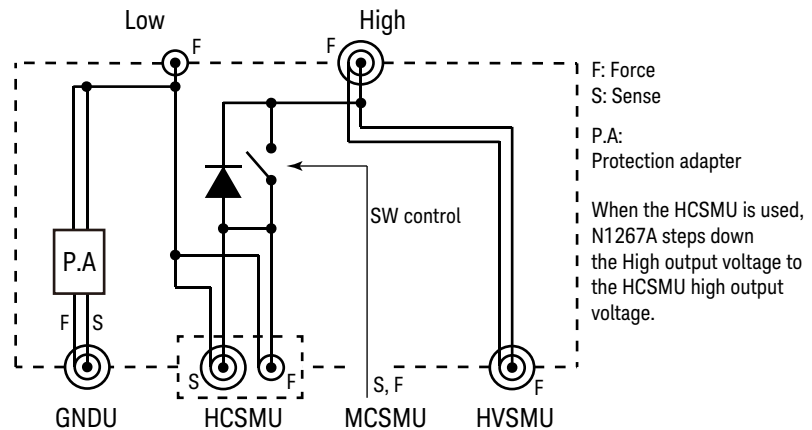 Low
High
F
F
F: Force
S: Sense
P.A:
Protection adapter
When the HCSMU is used,
N1267A steps down
the High output voltage to
the HCSMU high output
voltage.
SW control
P.A
F
S
S
F
S, F
F
GNDU
HCSMU
MCSMU
HVSMU